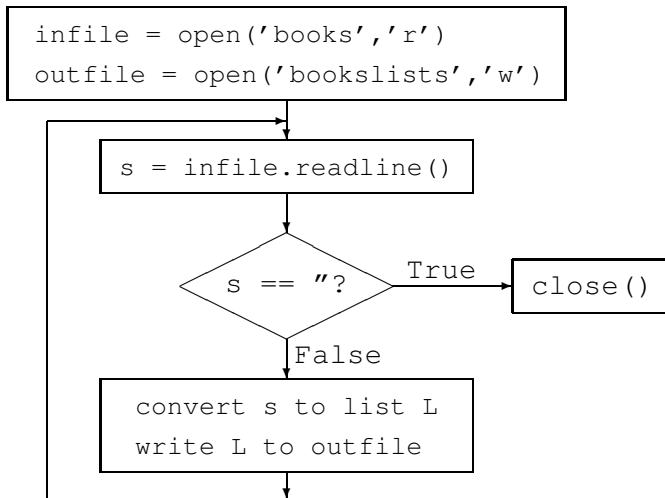 infile = open('books','r')
outfile = open('bookslists','w')
s = infile.readline()
s == ''?
True
close()
False
convert s to list L
write L to outfile